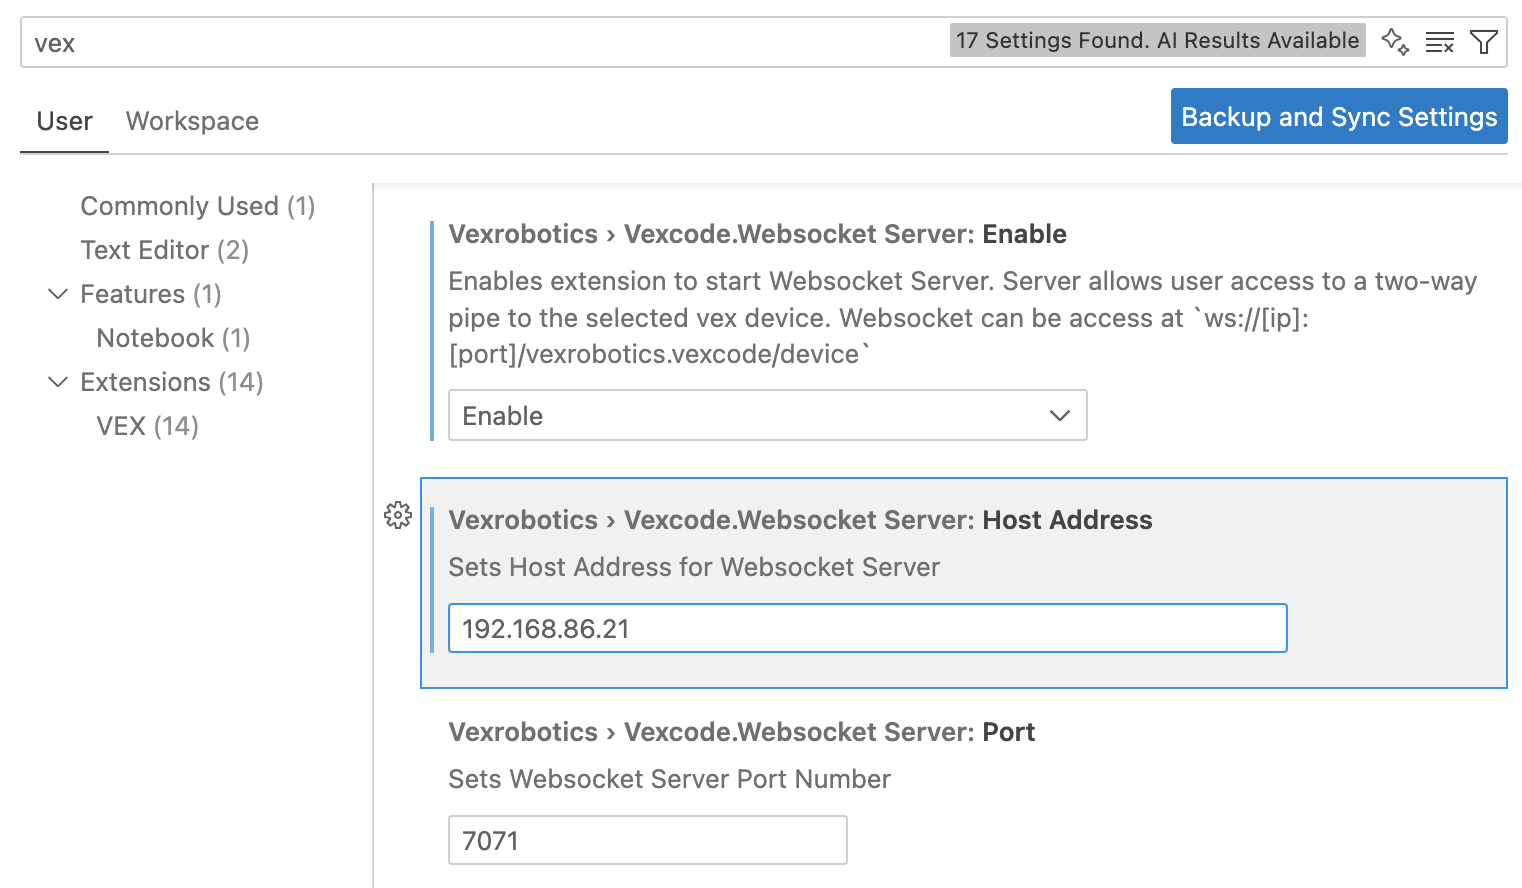 vex
17 Settings Found. AI Results Available
User
Workspace
Backup and Sync Settings
Commonly Used (1)
Text Editor (2)
Features (1)
Notebook (1)
Extensions (14)
VEX (14)
Vexrobotics › Vexcode.Websocket Server: Enable
Enables extension to start Websocket Server. Server allows user access to a two-way
pipe to the selected vex device. Websocket can be access at `ws://[ip]:
[port]/vexrobotics.vexcode/device`
Enable
Vexrobotics › Vexcode.Websocket Server: Host Address
Sets Host Address for Websocket Server
192.168.86.21
Vexrobotics › Vexcode.Websocket Server: Port
Sets Websocket Server Port Number
7071